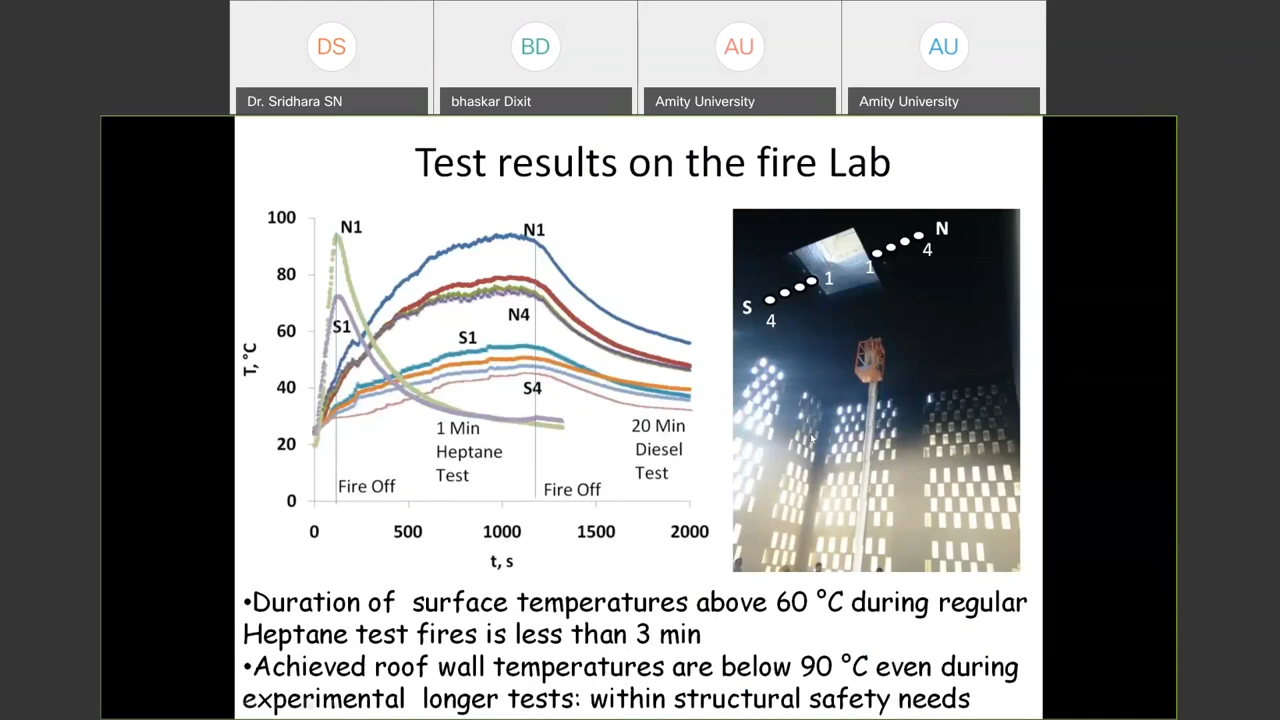 DS
BD
AU
AU
Dr. Sridhara SN
bhaskar Dixit
Amity University
Amity University
Test results on the fire Lab
100
80
60
40
20
0
T, °C
N1
N1
S1
N4
S1
S4
1 Min
Heptane
Test
20 Min
Diesel
Test
Fire Off
Fire Off
0
500
1000
1500
2000
t, s
N
4
1
1
S
4
•Duration of surface temperatures above 60 °C during regular
Heptane test fires is less than 3 min
•Achieved roof wall temperatures are below 90 °C even during
experimental longer tests: within structural safety needs